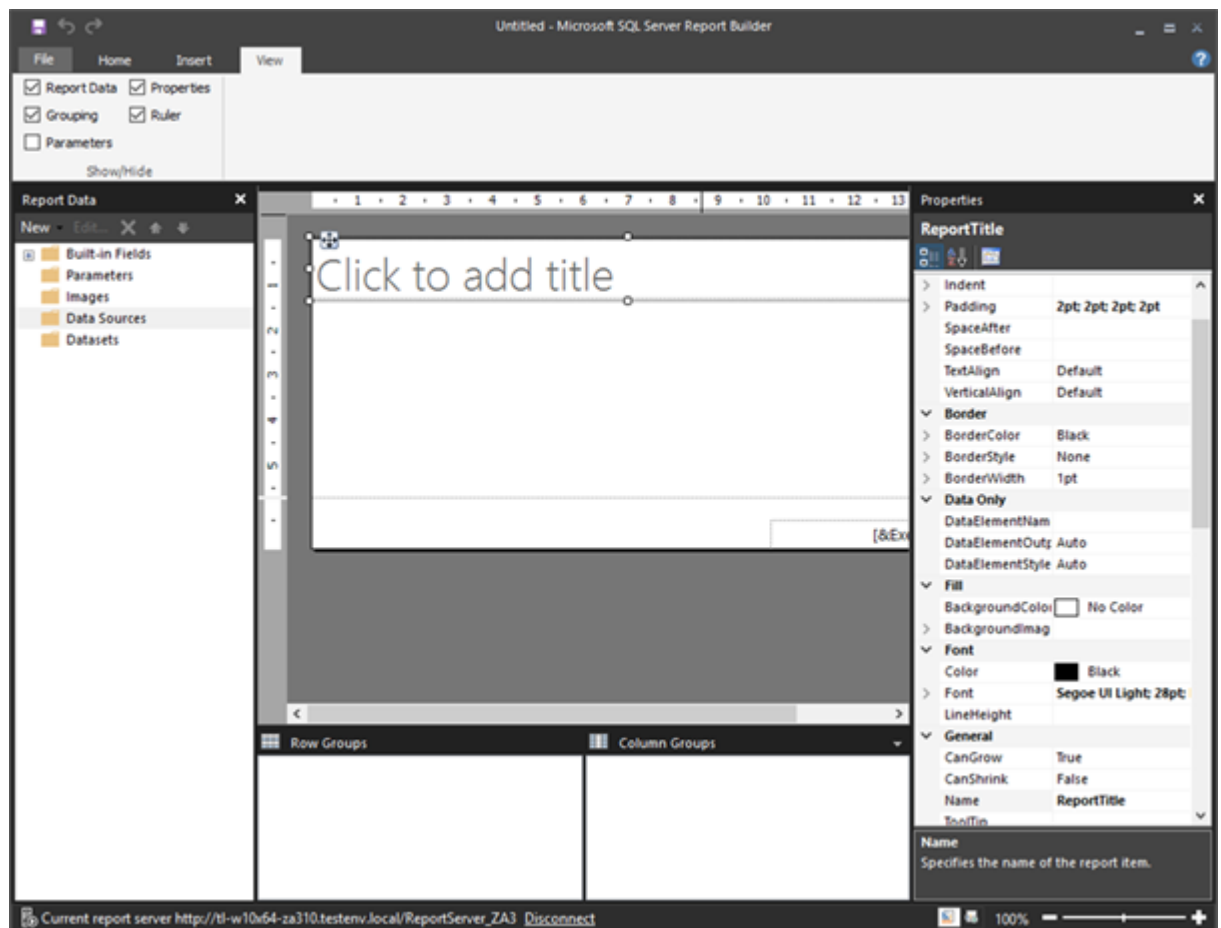 Untitled - Microsoft SQL Server Report Builder
File Home Insert View
Report Data Properties
Grouping Ruler
Parameters
Show/Hide
Report Data
New Edit...
Built-in Fields
Parameters
Images
Data Sources
Datasets
1 2 3 4 5 6 7 8 9 10 11 12 13
1
2
3
4
5
Click to add title
[&Exe
Row Groups
Column Groups
Properties
ReportTitle
Indent
Padding 2pt; 2pt; 2pt; 2pt
SpaceAfter
SpaceBefore
TextAlign Default
VerticalAlign Default
Border
BorderColor Black
BorderStyle None
BorderWidth 1pt
Data Only
DataElementNam
DataElementOutp Auto
DataElementStyle Auto
Fill
BackgroundColor No Color
BackgroundImag
Font
Color Black
Font Segoe UI Light; 28pt;
LineHeight
General
CanGrow True
CanShrink False
Name ReportTitle
ToolTip
Name
Specifies the name of the report item.
Current report server http://tl-w10x64-za310.testenv.local/ReportServer_ZA3 Disconnect
100%